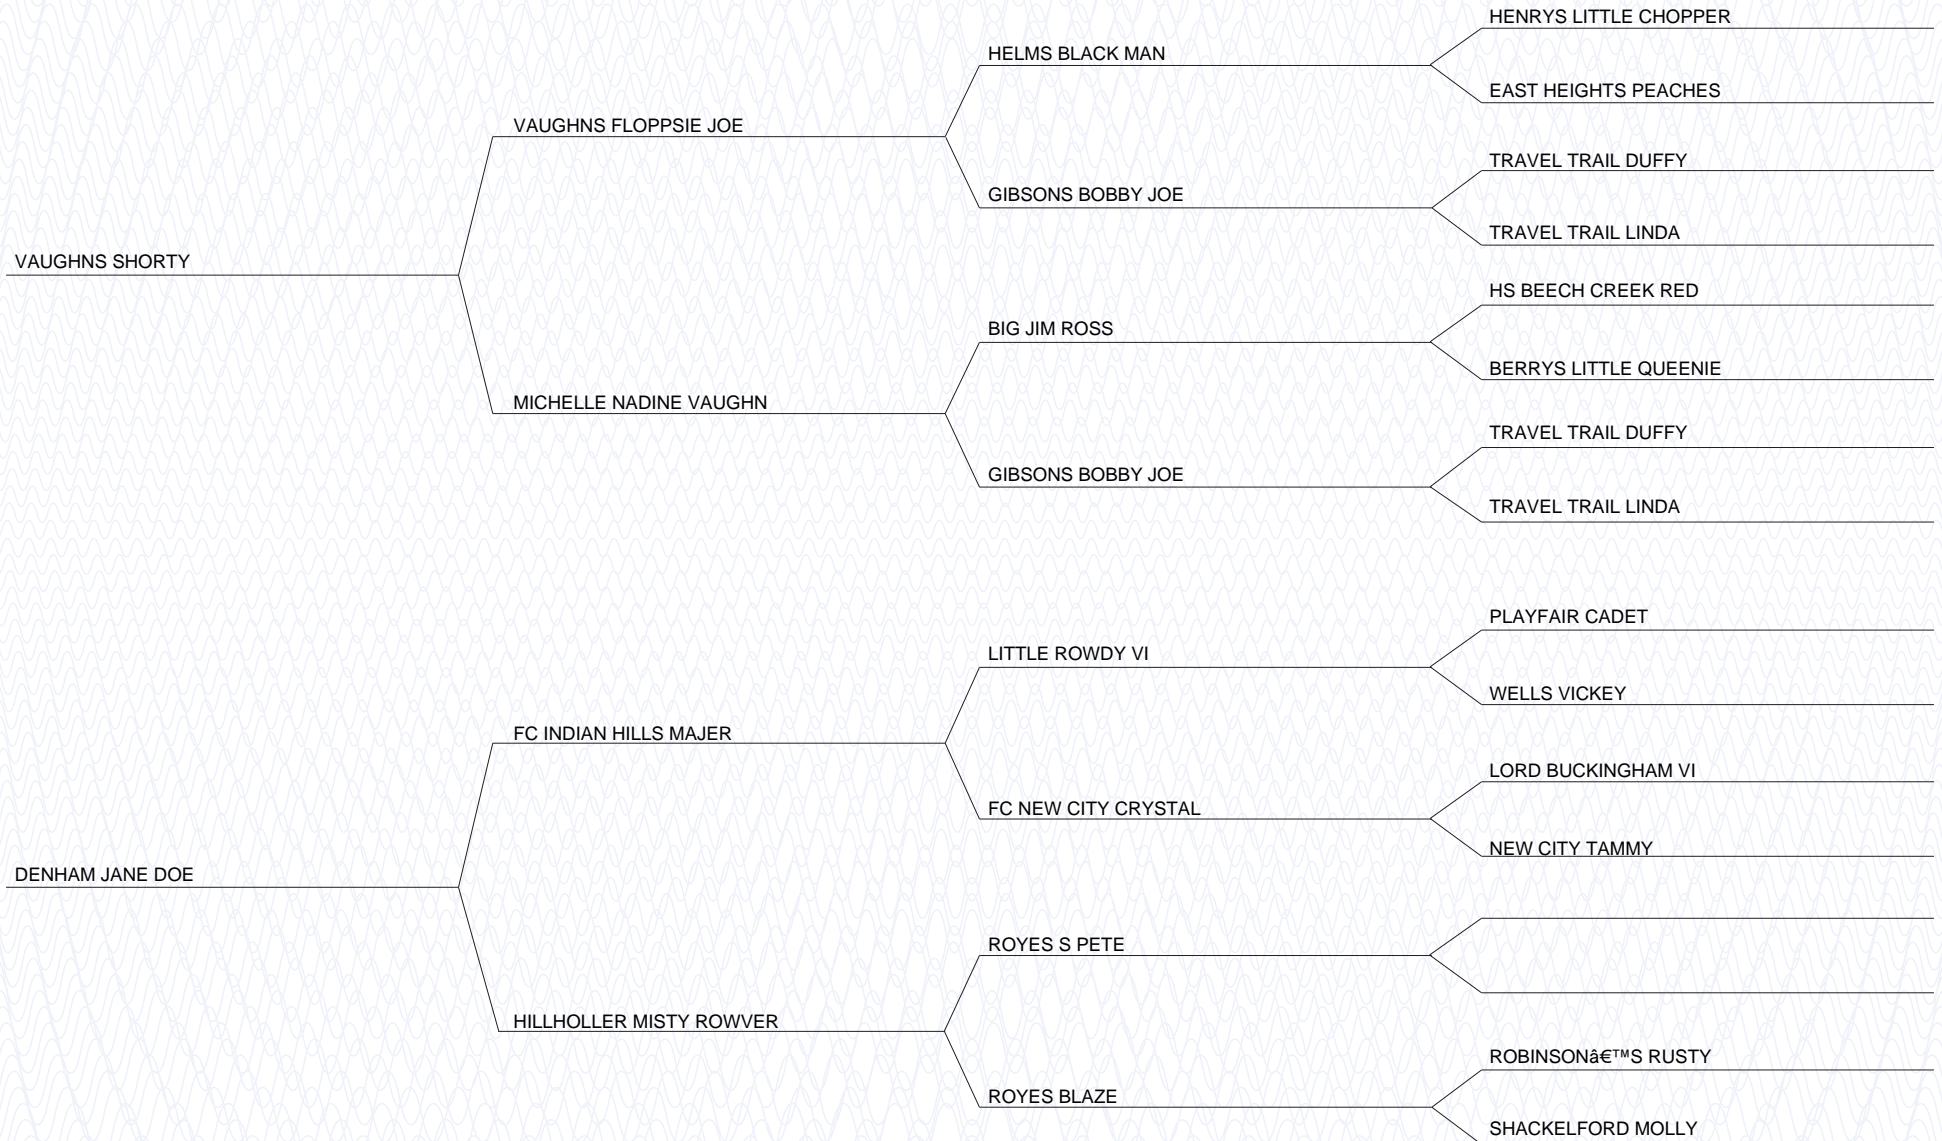 HENRYS LITTLE CHOPPER
HELMS BLACK MAN
EAST HEIGHTS PEACHES
VAUGHNS FLOPPSIE JOE
TRAVEL TRAIL DUFFY
GIBSONS BOBBY JOE
TRAVEL TRAIL LINDA
VAUGHNS SHORTY
HS BEECH CREEK RED
BIG JIM ROSS
BERRYS LITTLE QUEENIE
MICHELLE NADINE VAUGHN
TRAVEL TRAIL DUFFY
GIBSONS BOBBY JOE
TRAVEL TRAIL LINDA
PLAYFAIR CADET
LITTLE ROWDY VI
WELLS VICKEY
FC INDIAN HILLS MAJER
LORD BUCKINGHAM VI
FC NEW CITY CRYSTAL
NEW CITY TAMMY
DENHAM JANE DOE
ROYES S PETE
HILLHOLLER MISTY ROWVER
ROBINSONâ€™S RUSTY
ROYES BLAZE
SHACKELFORD MOLLY